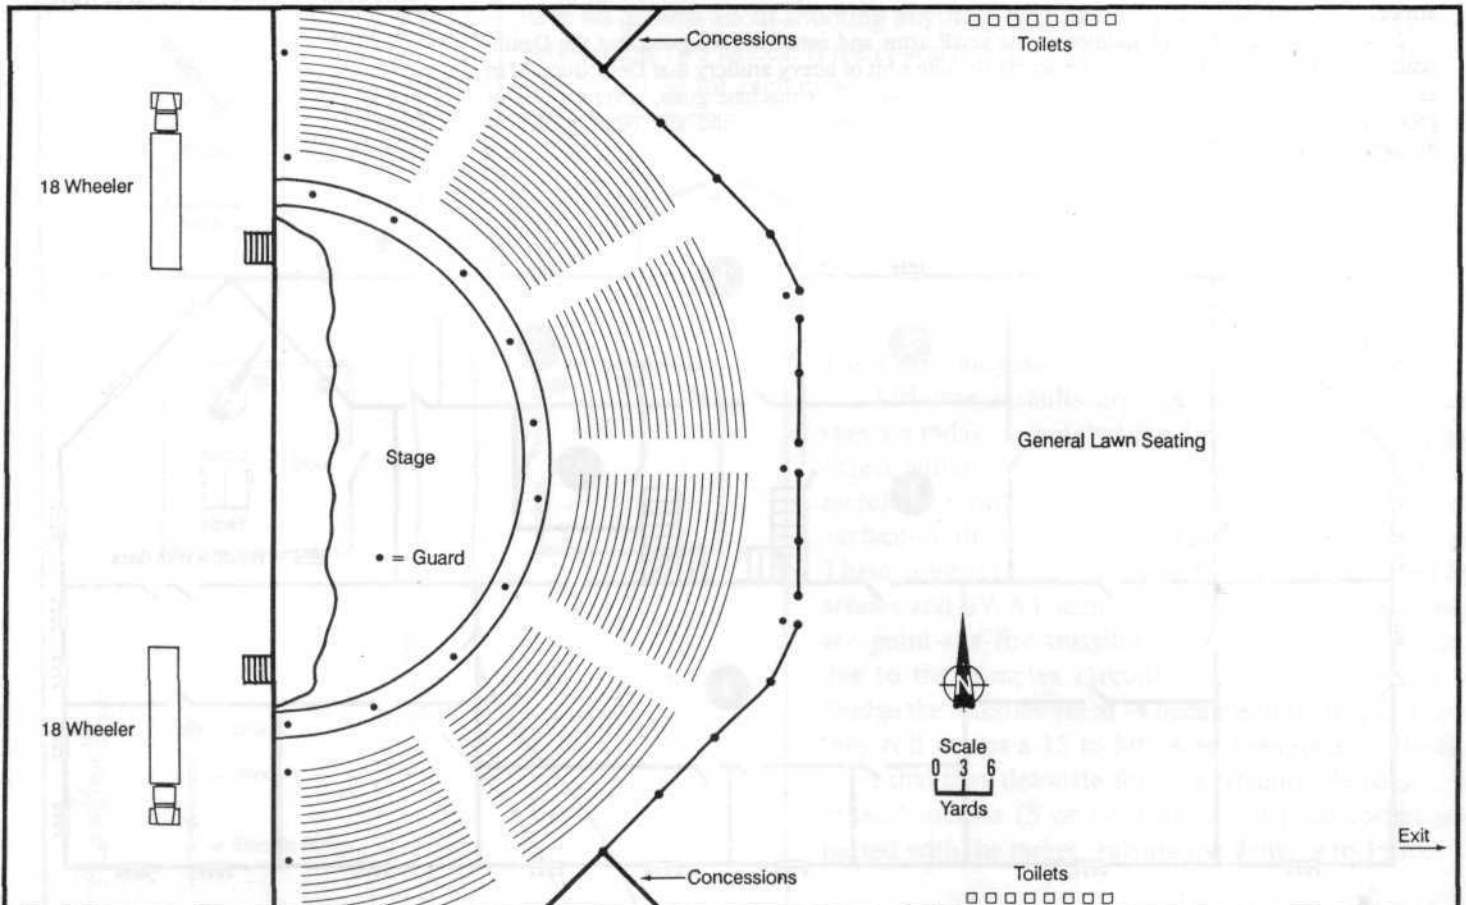 Concessions
Toilets
18 Wheeler
General Lawn Seating
Stage
• = Guard
N
18 Wheeler
Scale
0 3 6
Yards
Exit
Concessions
Toilets